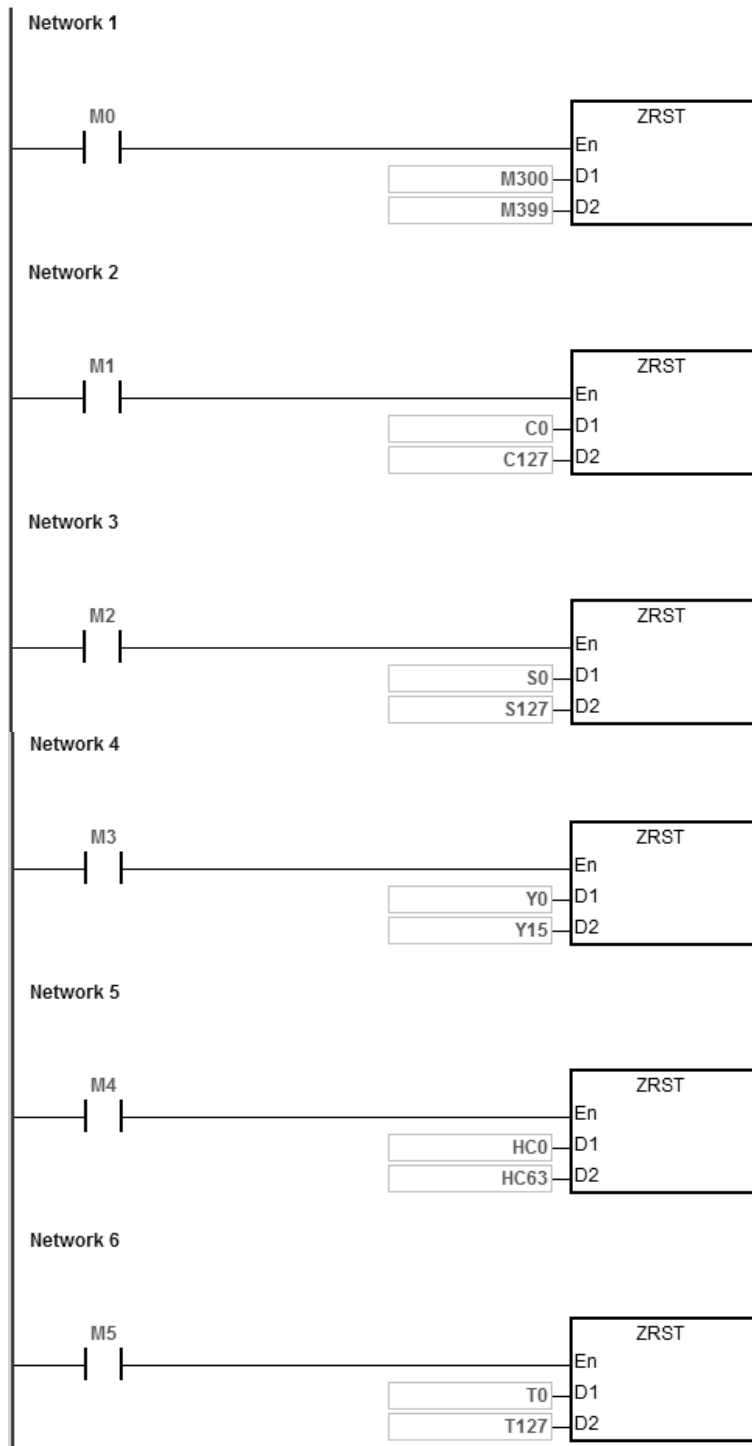 Network 1
M0
ZRST
En
M300 D1
M399 D2
Network 2
M1
ZRST
En
C0 D1
C127 D2
Network 3
M2
ZRST
En
S0 D1
S127 D2
Network 4
M3
ZRST
En
Y0 D1
Y15 D2
Network 5
M4
ZRST
En
HC0 D1
HC63 D2
Network 6
M5
ZRST
En
T0 D1
T127 D2